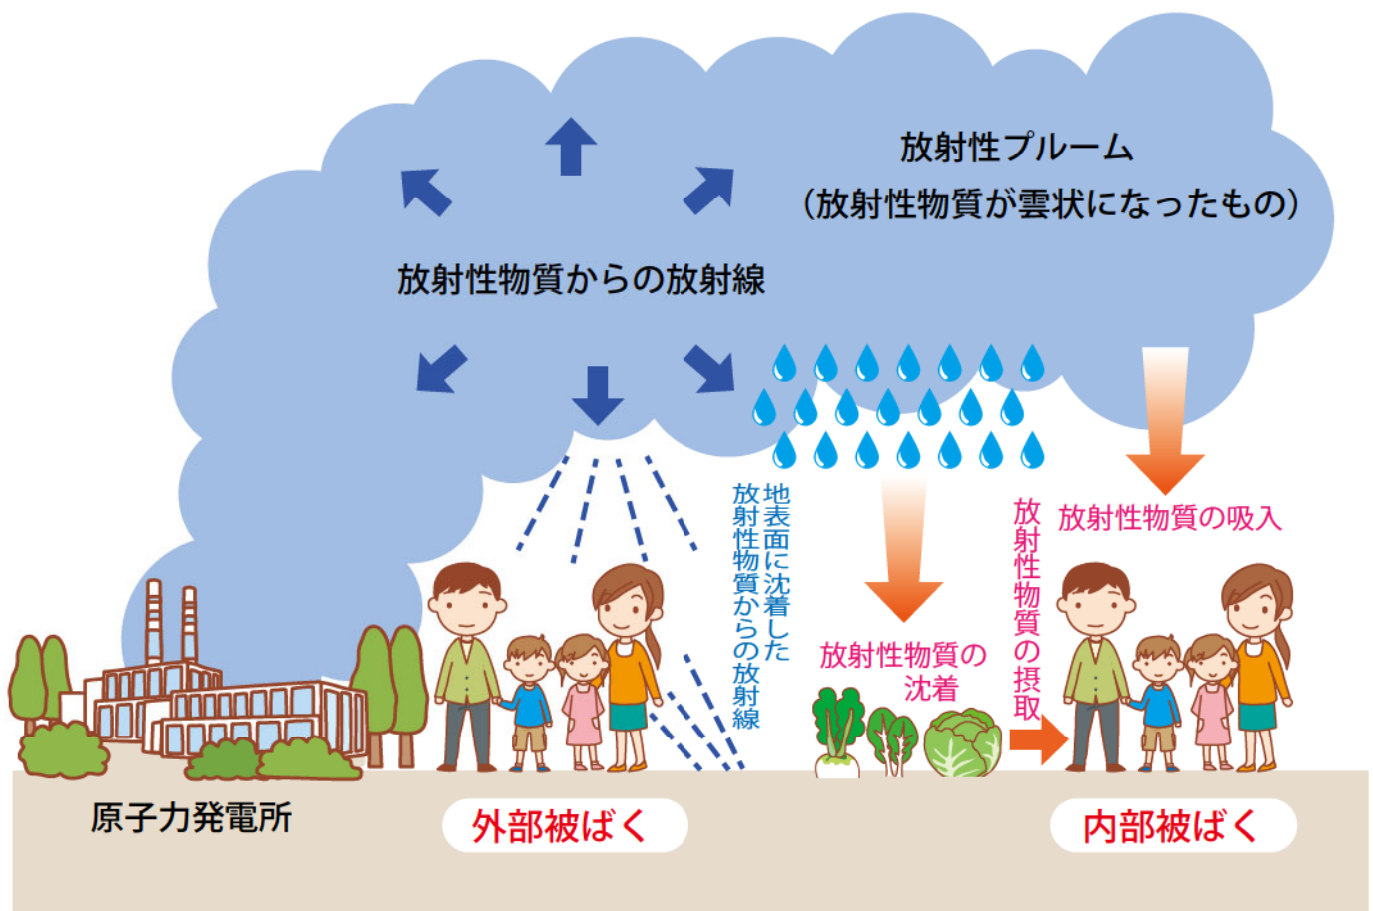 放射性プルーム
（放射性物質が雲状になったもの）
放射性物質からの放射線
地表面に沈着した
放射性物質からの放射線
放射性物質の吸入
放射性物質の摂取
放射性物質の
沈着
原子力発電所
外部被ばく
内部被ばく